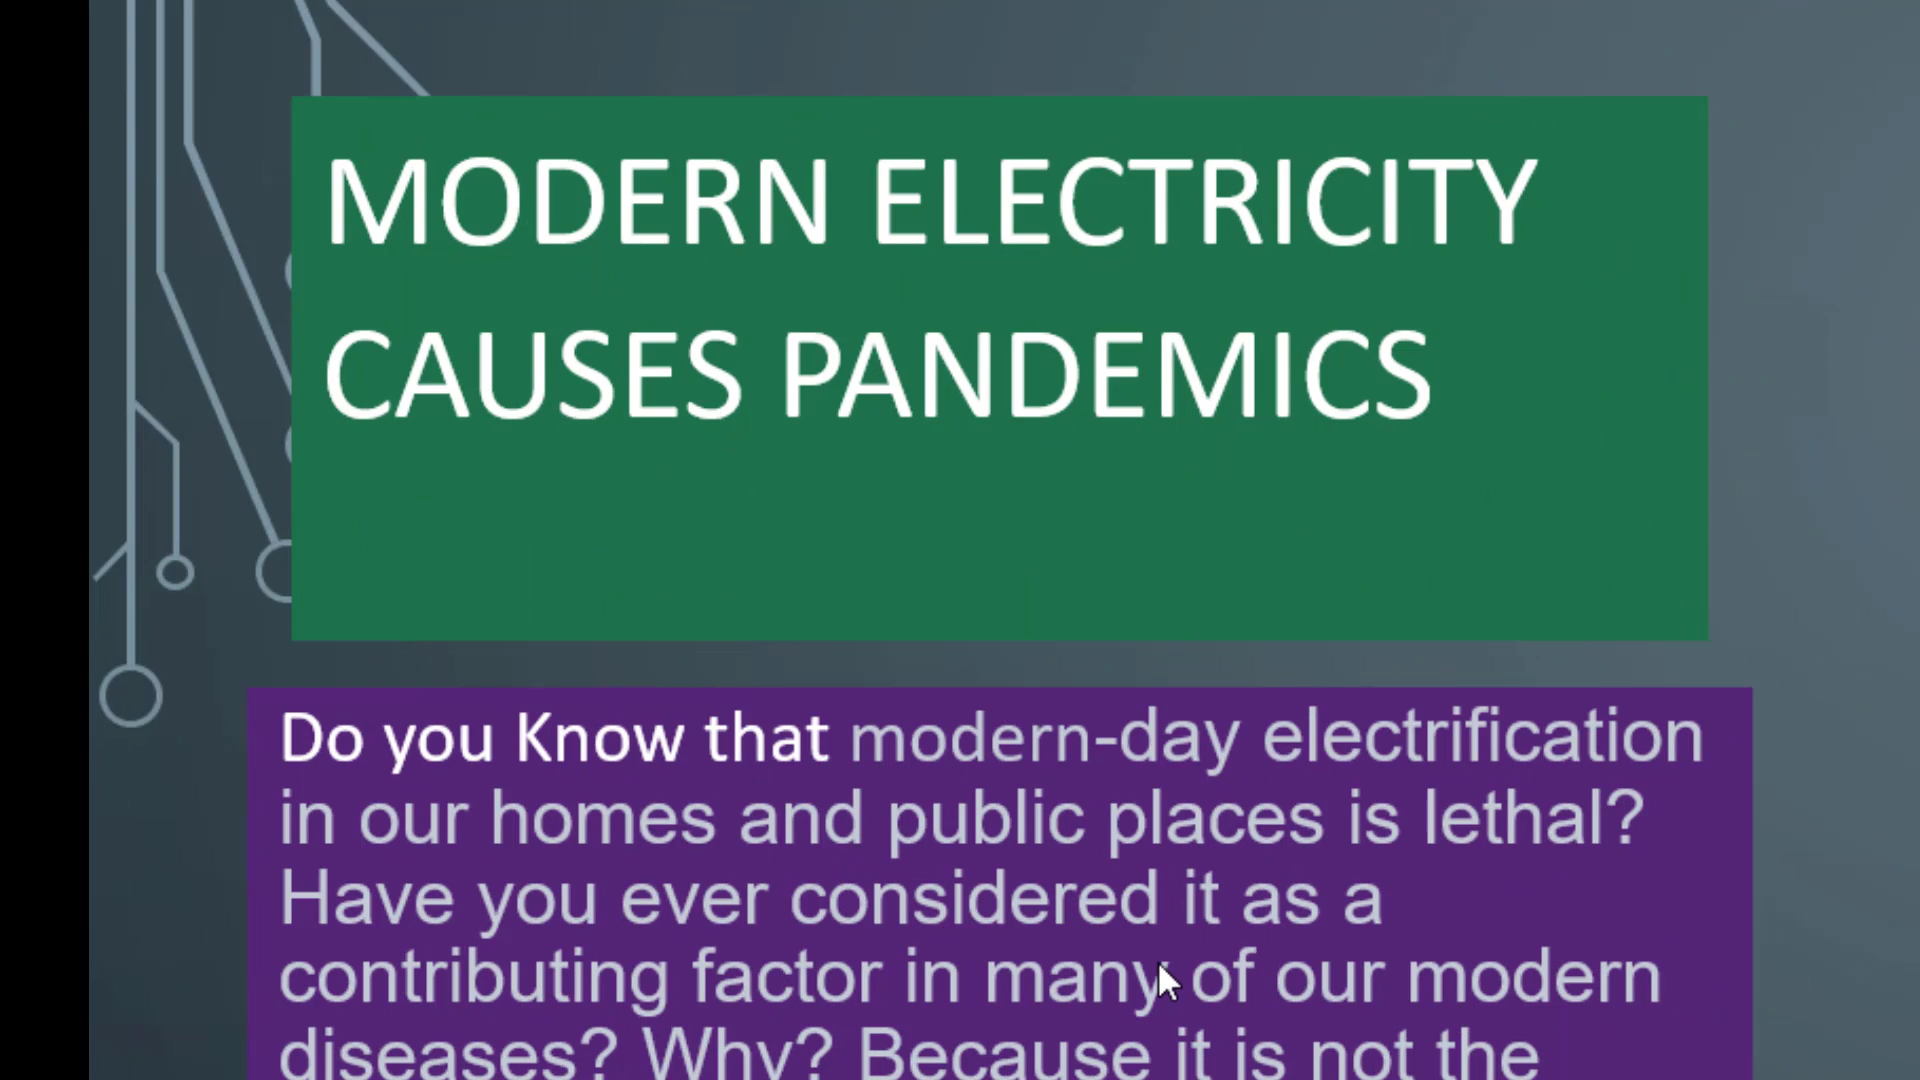 MODERN ELECTRICITY
CAUSES PANDEMICS
Do you Know that modern-day electrification
in our homes and public places is lethal?
Have you ever considered it as a
contributing factor in many of our modern
diseases? Why? Because it is not the